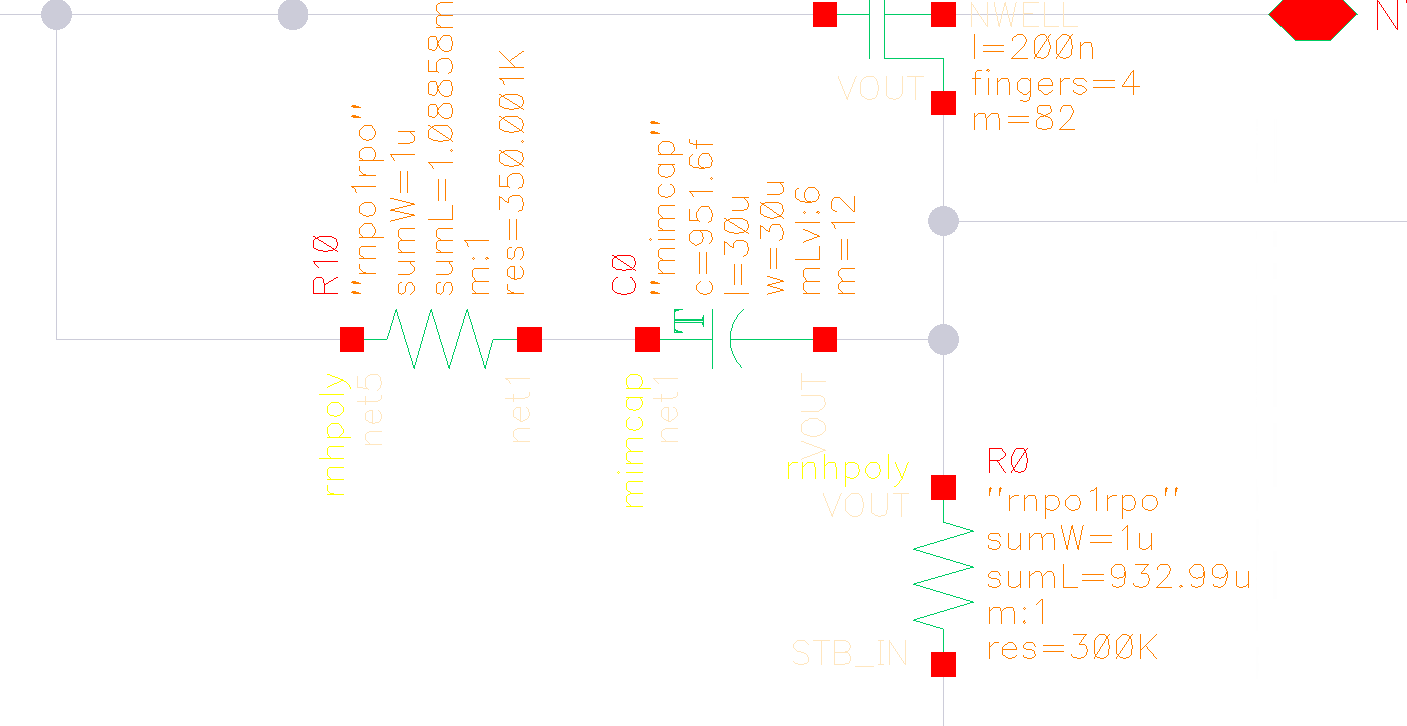 NWELL
l=200n
fingers=4
m=82
VOUT
R10
"rnpo1rpo"
sumW=1u
sumL=1.08858m
m:1
res=350.001K
rnhpoly
net5
net1
C0
"mimcap"
c=951.6f
l=30u
w=30u
mLvl:6
m=12
mimcap
net1
VOUT
rnhpoly
VOUT
R0
"rnpo1rpo"
sumW=1u
sumL=932.99u
m:1
res=300K
STB_IN